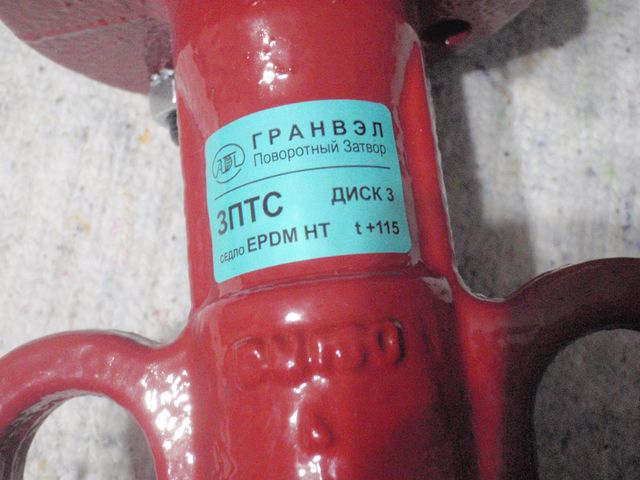 ГРАНВЭЛ
Поворотный Затвор
ЗПТС ДИСК 3
седло EPDM HT t +115